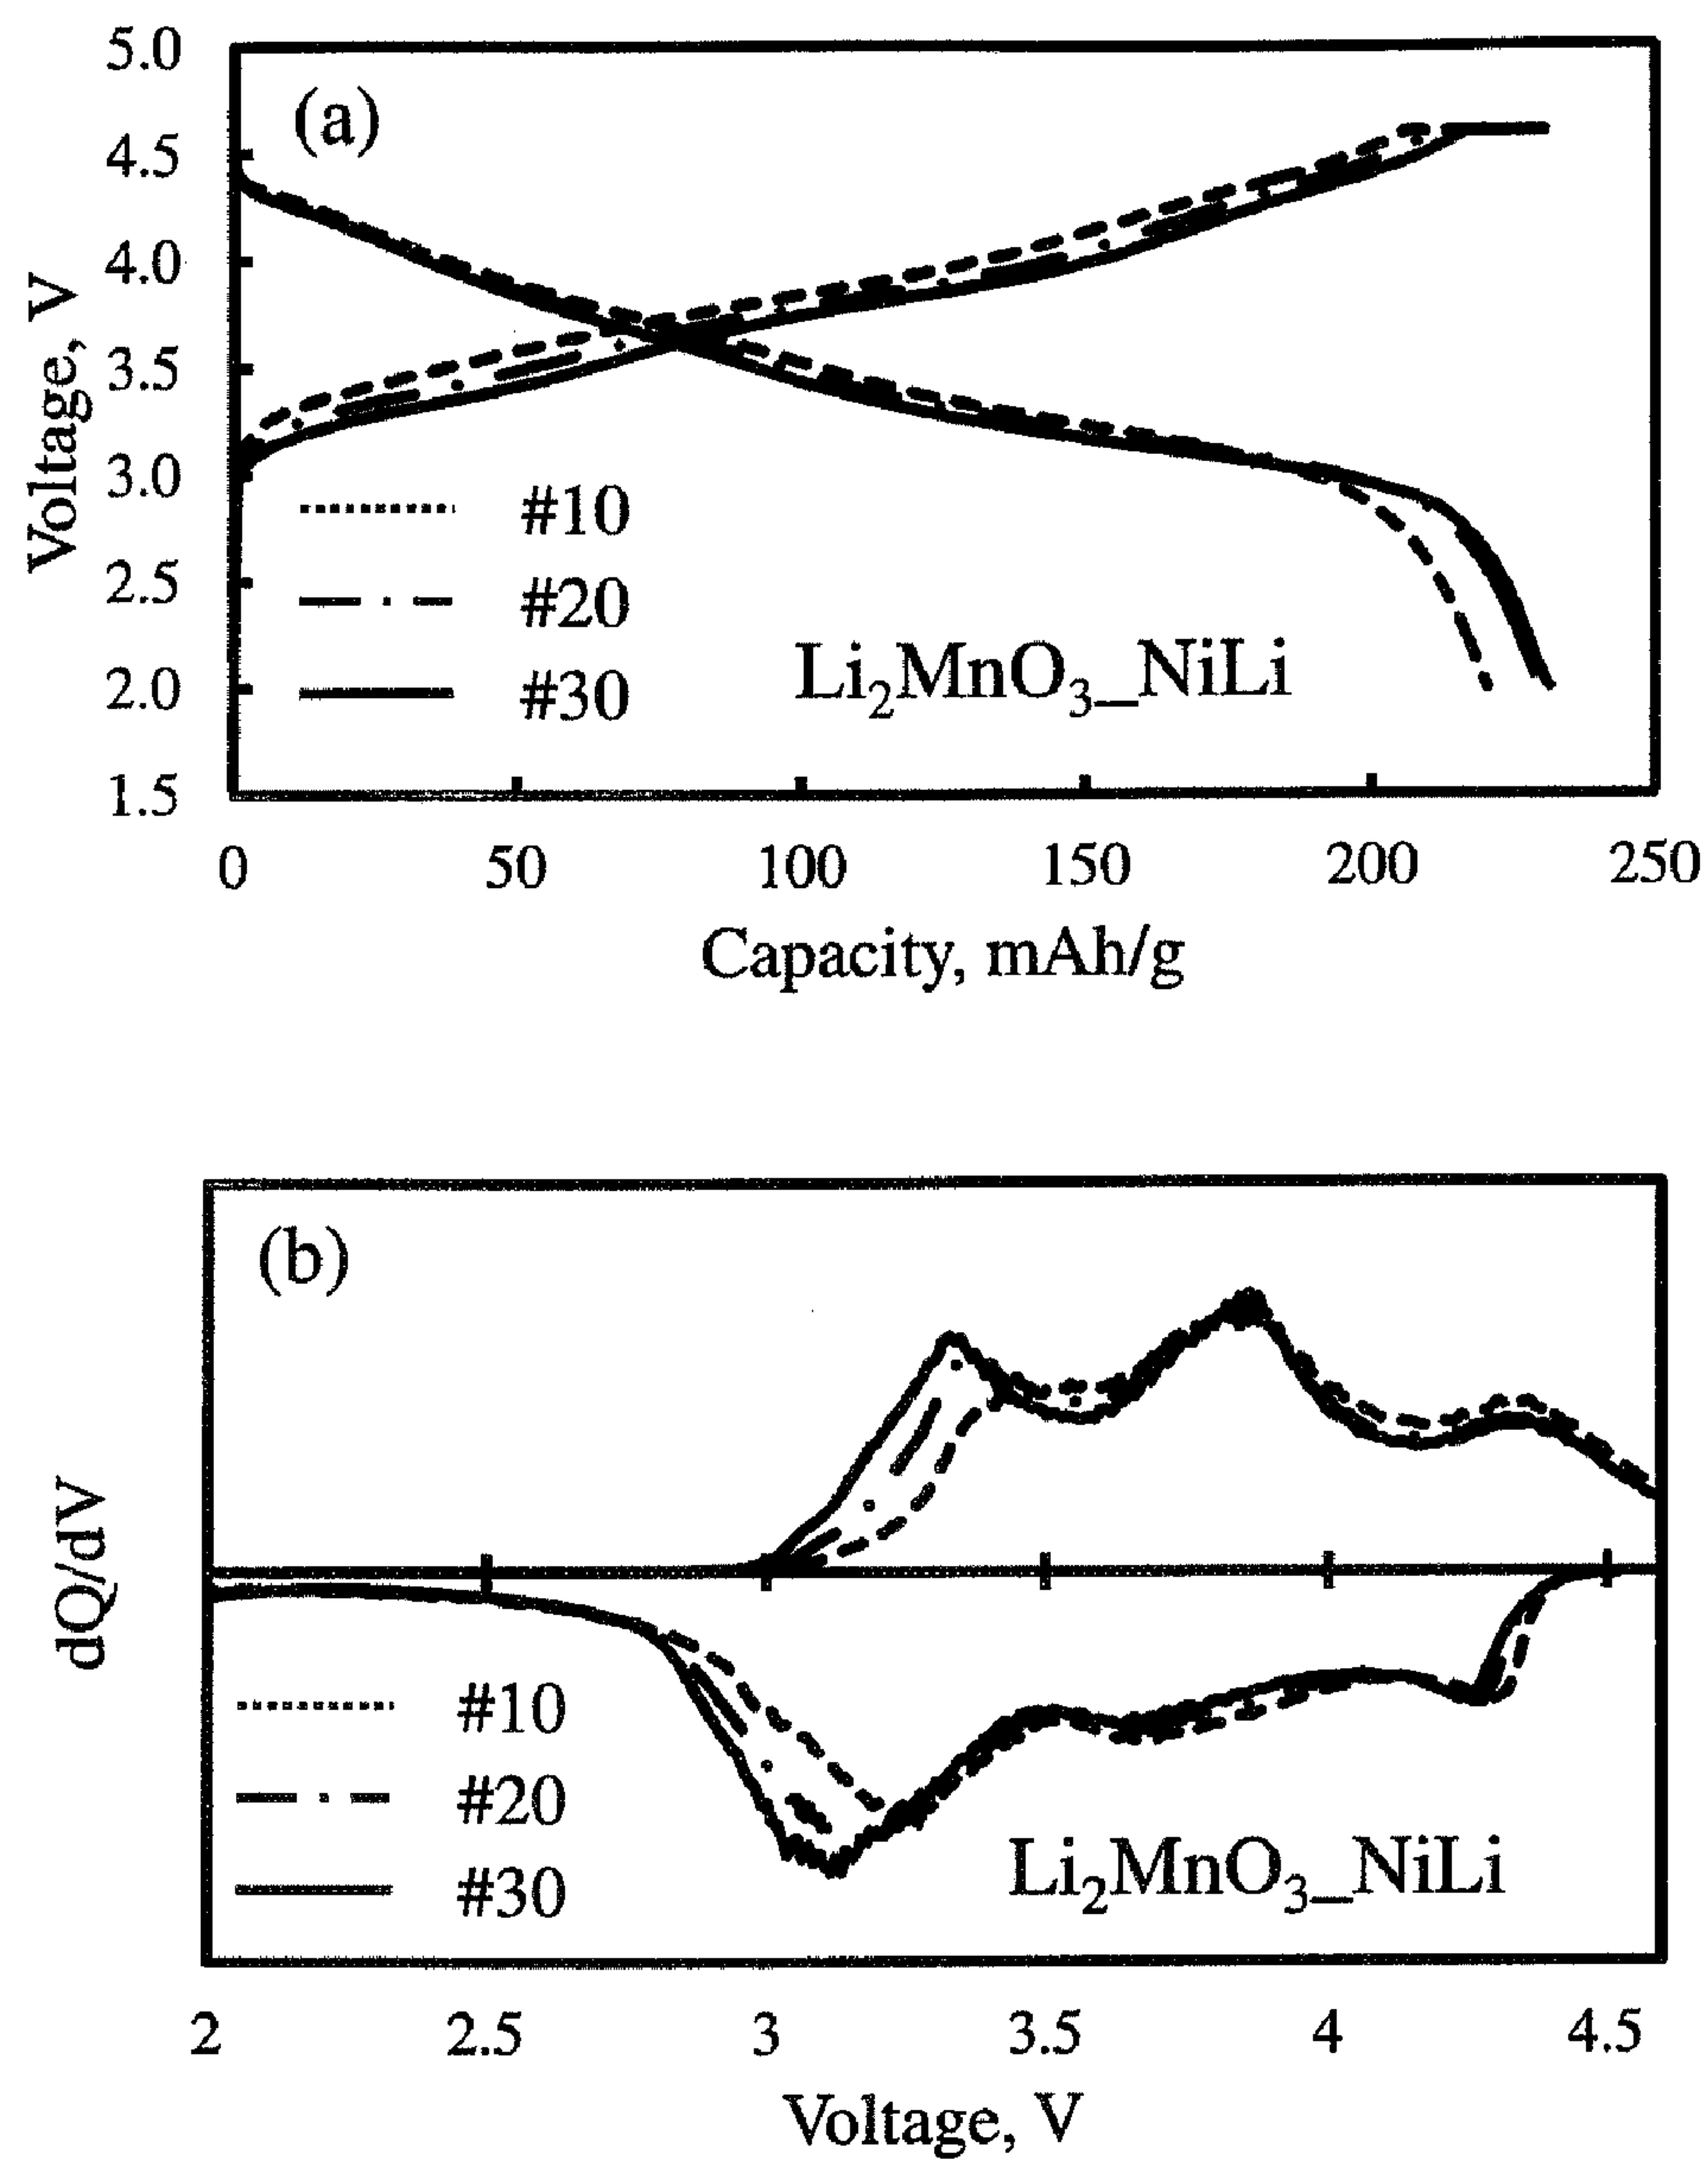 5.0
(a)
4.5
4.0
3.5
3.0
2.5
2.0
1.5
Voltage, V
#10
#20
#30
Li₂MnO₃_NiLi
0 50 100 150 200 250
Capacity, mAh/g
(b)
dQ/dV
#10
#20
#30
Li₂MnO₃_NiLi
2 2.5 3 3.5 4 4.5
Voltage, V